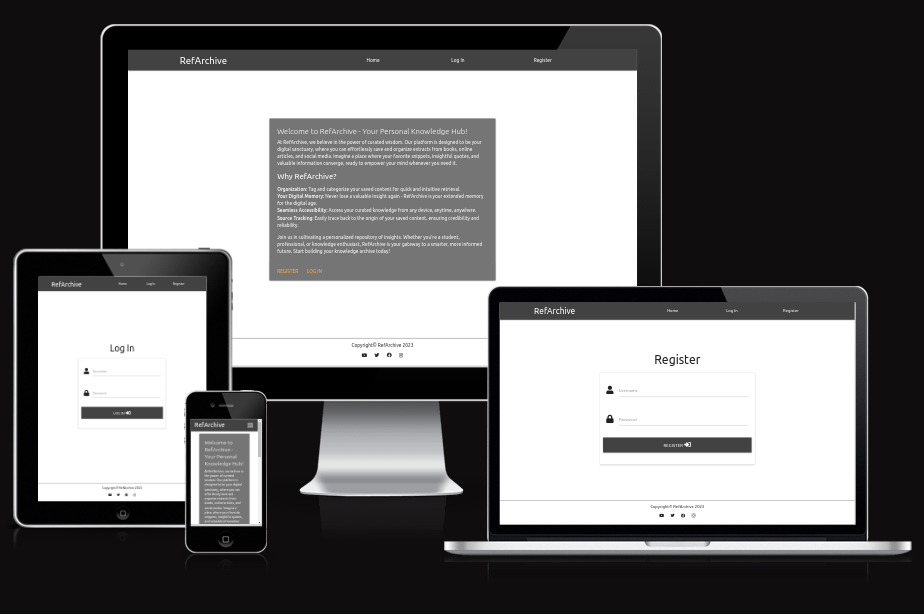 RefArchive Home Log In Register
Welcome to RefArchive - Your Personal Knowledge Hub!
At RefArchive, we believe in the power of curated wisdom. Our platform is designed to be your
digital sanctuary, where you can effortlessly save and organize extracts from books, online
articles, and social media. Imagine a place where your favorite snippets, insightful quotes, and
valuable information converge, ready to empower your mind whenever you need it.
Why RefArchive?
Organization: Tag and categorize your saved content for quick and intuitive retrieval.
Your Digital Memory: Never lose a valuable insight again - RefArchive is your extended memory
for the digital age.
Seamless Accessibility: Access your curated knowledge from any device, anytime, anywhere.
Source Tracking: Easily trace back to the origin of your saved content, ensuring credibility and
reliability.
Join us in cultivating a personalized repository of insights. Whether you're a student,
professional, or knowledge enthusiast, RefArchive is your gateway to a smarter, more informed
future. Start building your knowledge archive today!
REGISTER LOG IN
Copyright© RefArchive 2023
RefArchive Home Log In Register
Log In
Username
Password
LOG IN
Copyright© RefArchive 2023
RefArchive
Welcome to
RefArchive -
Your Personal
Knowledge Hub!
RefArchive Home Log In Register
Register
Username
Password
REGISTER
Copyright© RefArchive 2023